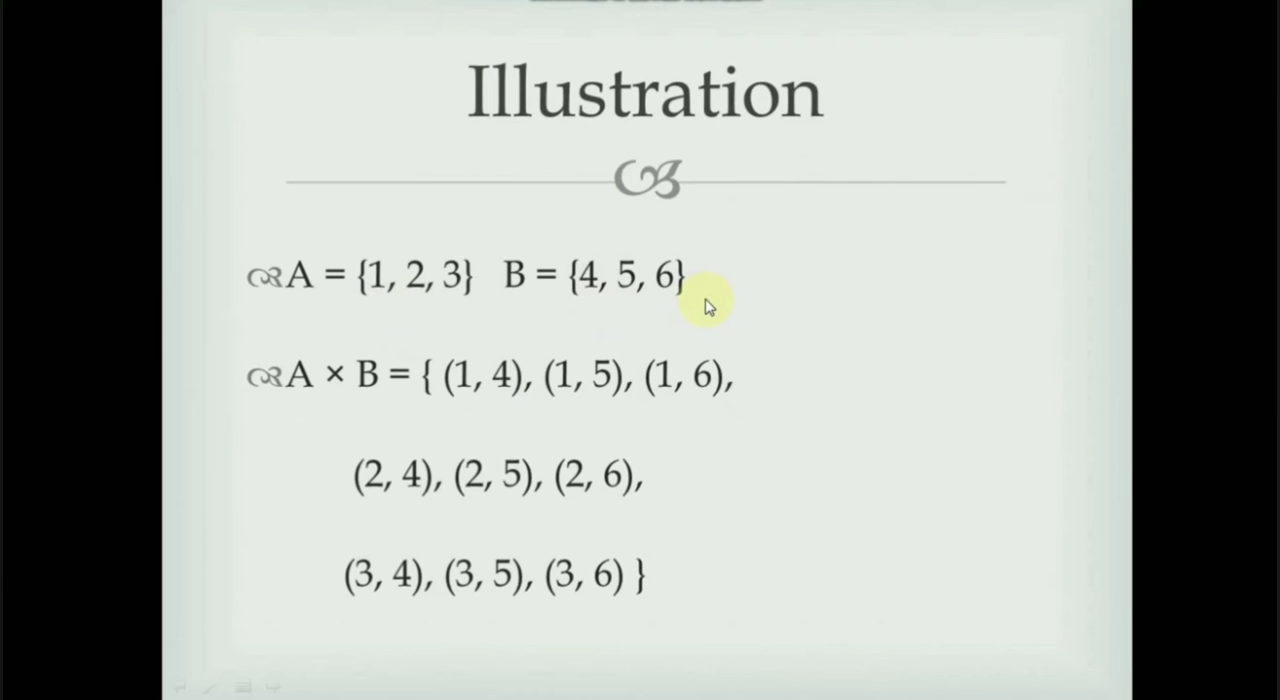 Illustration
A = {1, 2, 3} B = {4, 5, 6}
A × B = { (1, 4), (1, 5), (1, 6),
(2, 4), (2, 5), (2, 6),
(3, 4), (3, 5), (3, 6) }